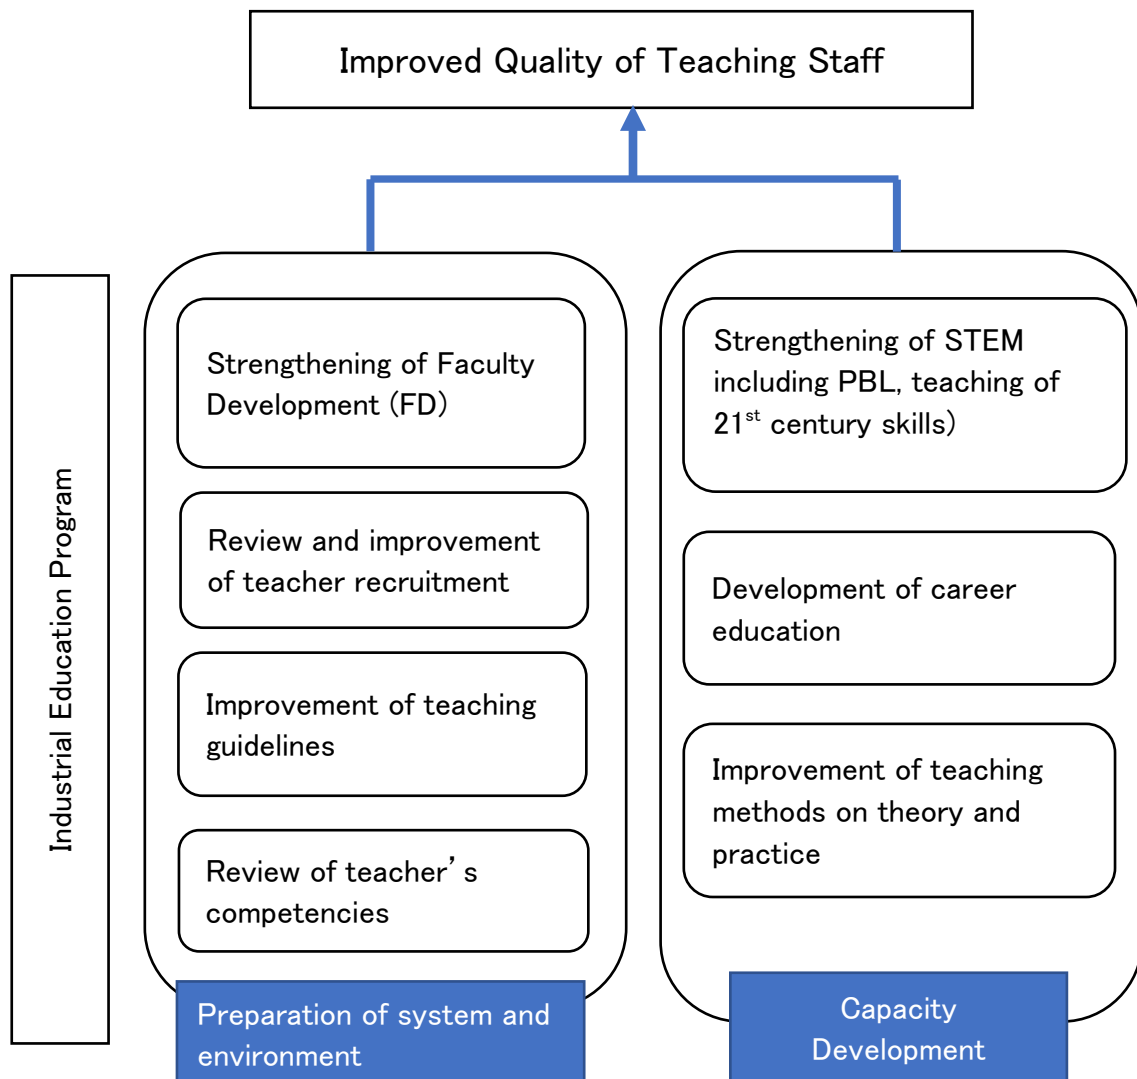 Improved Quality of Teaching Staff
Industrial Education Program
Strengthening of Faculty
Development (FD)
Review and improvement
of teacher recruitment
Improvement of teaching
guidelines
Review of teacher’s
competencies
Preparation of system and
environment
Strengthening of STEM
including PBL, teaching of
21st century skills)
Development of career
education
Improvement of teaching
methods on theory and
practice
Capacity
Development